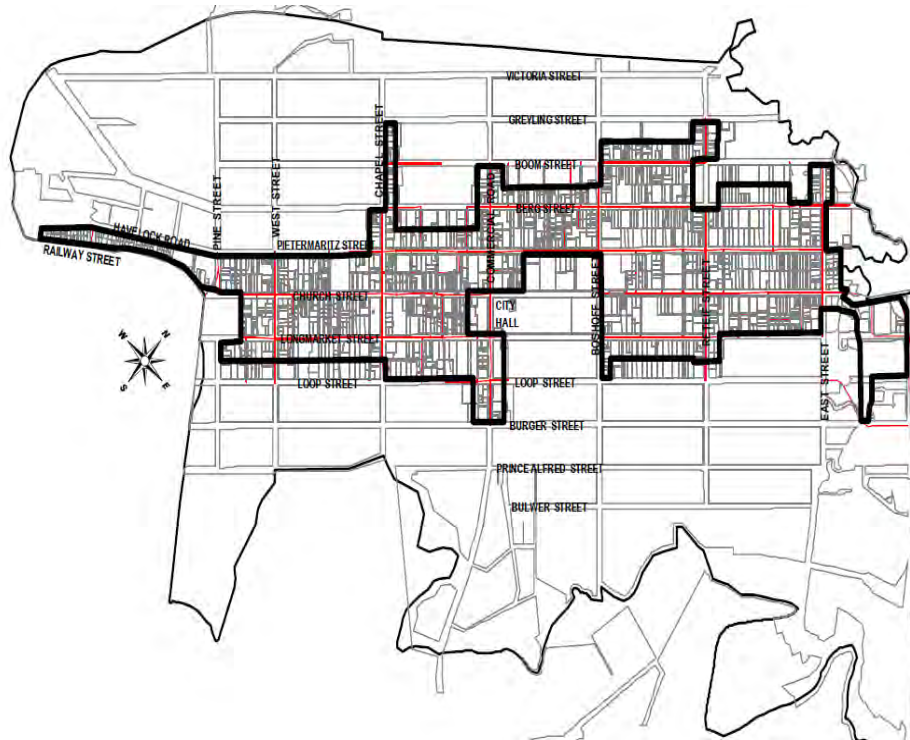 VICTORIA STREET
GREYLING STREET
CHAPEL STREET
BOOM STREET
PINE STREET
WEST STREET
COMMERCIAL ROAD
BERG STREET
HAVELOCK ROAD
PIETERMARITZ STREET
RAILWAY STREET
CHURCH STREET
CITY
HALL
BOSHOFF STREET
RETIEF STREET
LONGMARKET STREET
N
W
E
S
LOOP STREET
LOOP STREET
EAST STREET
BURGER STREET
PRINCE ALFRED STREET
BULWER STREET